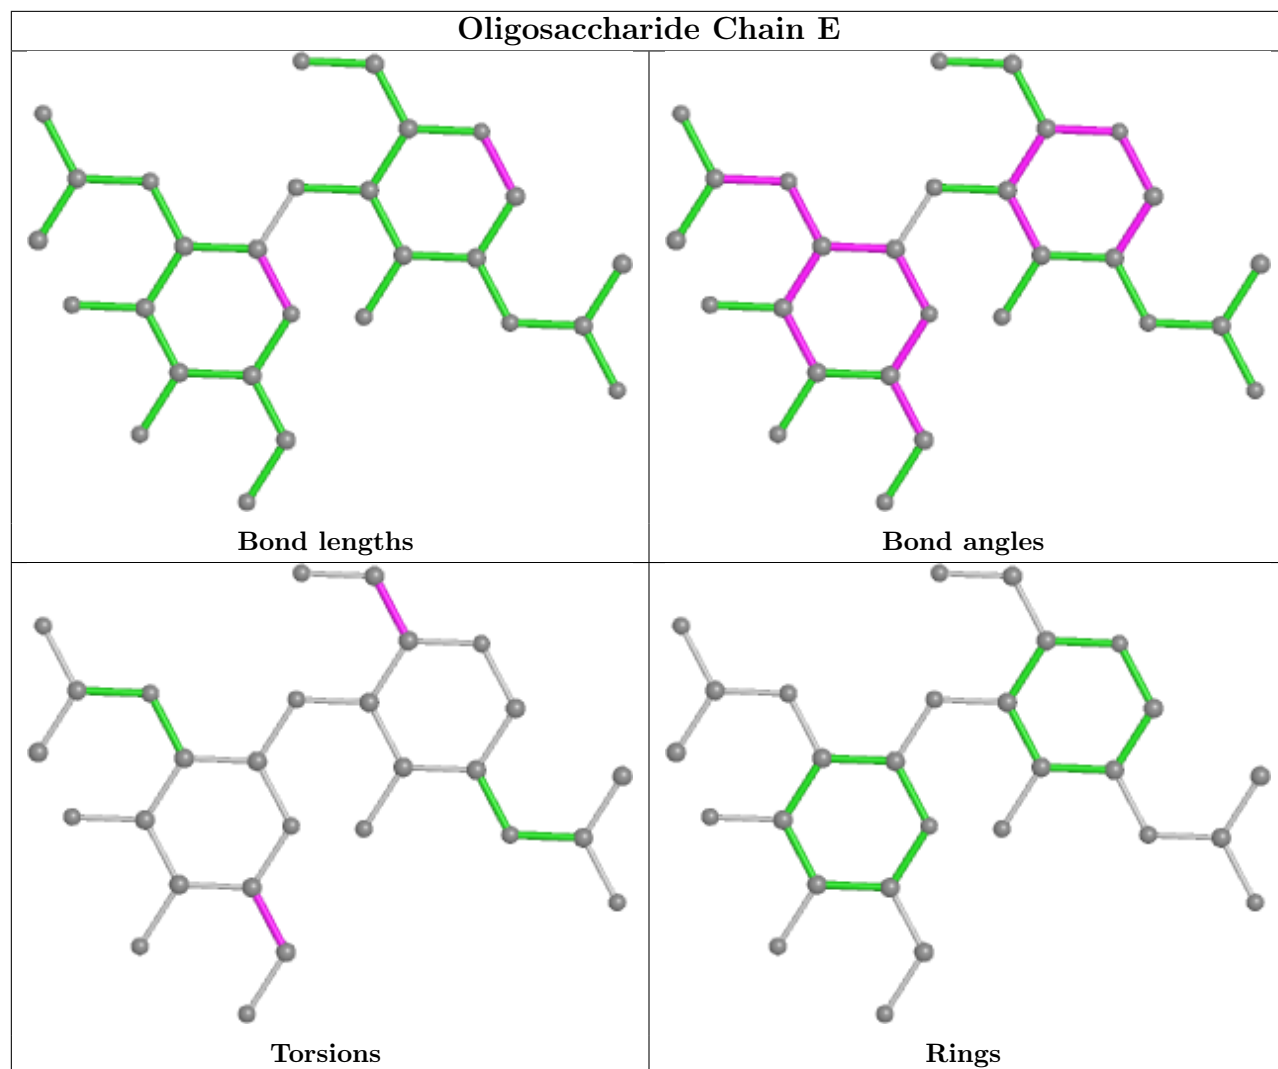 Oligosaccharide Chain E
Bond lengths
Bond angles
Torsions
Rings